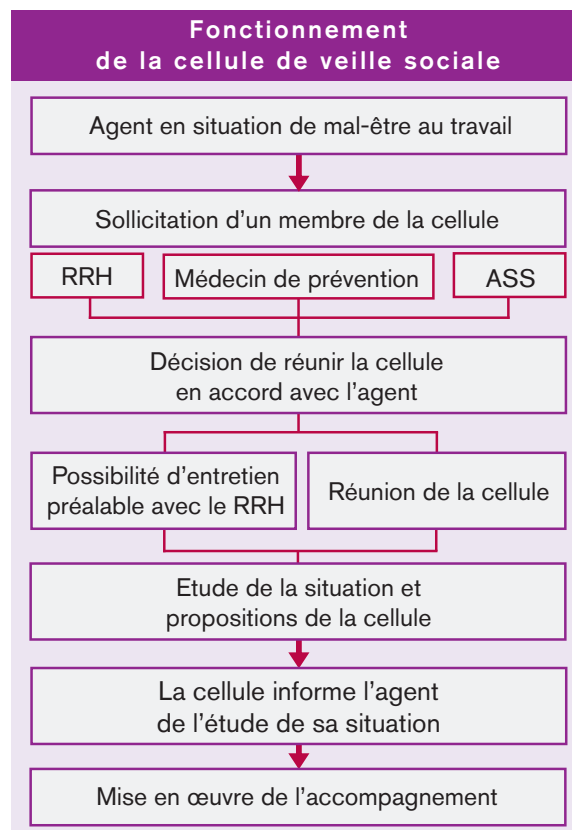 Fonctionnement
de la cellule de veille sociale
Agent en situation de mal-être au travail
Sollicitation d'un membre de la cellule
RRH
Médecin de prévention
ASS
Décision de réunir la cellule
en accord avec l'agent
Possibilité d'entretien
préalable avec le RRH
Réunion de la cellule
Etude de la situation et
propositions de la cellule
La cellule informe l'agent
de l'étude de sa situation
Mise en œuvre de l'accompagnement